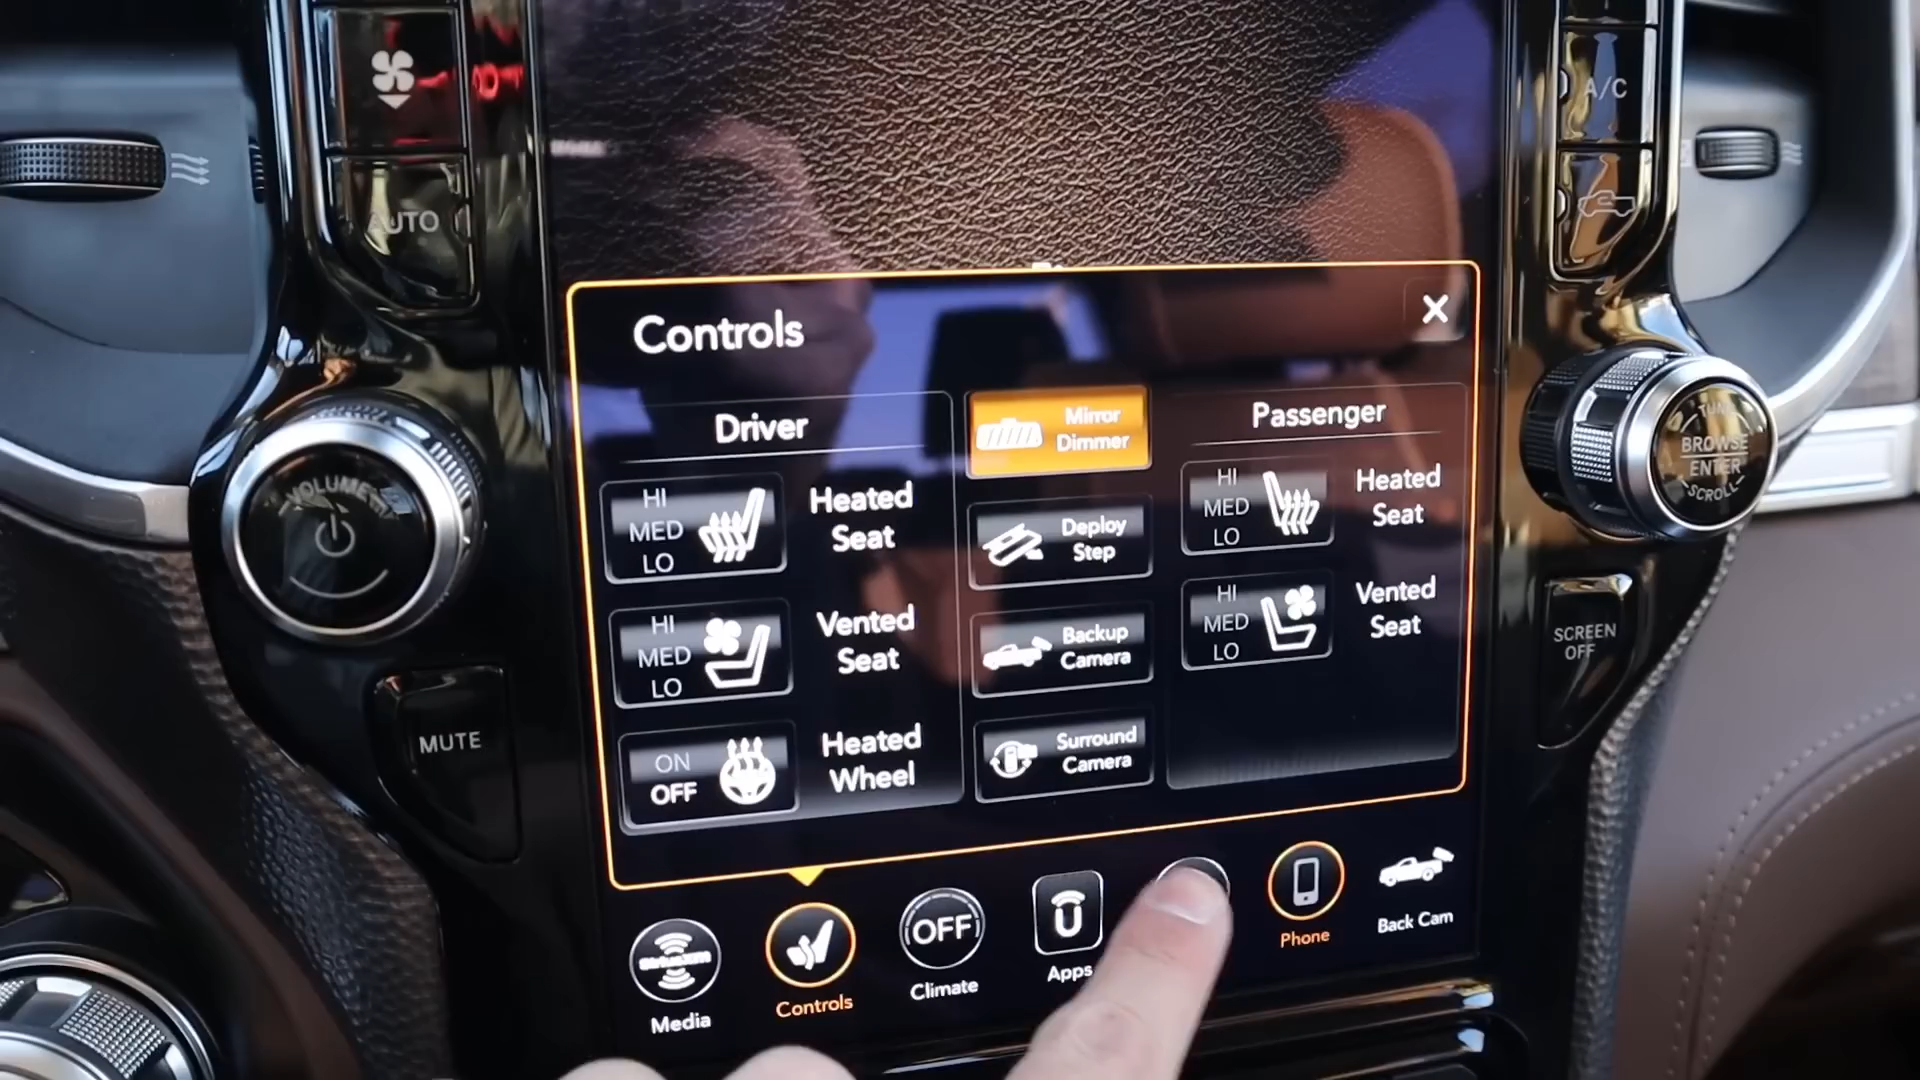 AUTO
A/C
Controls
X
Driver
Mirror
Dimmer
Passenger
HI
MED
LO
Heated
Seat
Deploy
Step
HI
MED
LO
Heated
Seat
HI
MED
LO
Vented
Seat
Backup
Camera
HI
MED
LO
Vented
Seat
ON
OFF
Heated
Wheel
Surround
Camera
VOLUME
MUTE
TUNE
BROWSE
ENTER
SCROLL
SCREEN
OFF
SiriusXM
Media
Controls
OFF
Climate
Apps
Phone
Back Cam